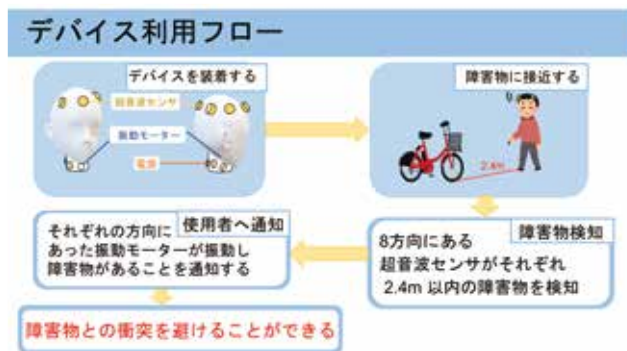 デバイス利用フロー
デバイスを装着する
超音波センサ
振動モーター
電源
障害物に接近する
2.4m
障害物検知
8方向にある
超音波センサがそれぞれ
2.4m 以内の障害物を検知
使用者へ通知
それぞれの方向に
あった振動モーターが振動し
障害物があることを通知する
障害物との衝突を避けることができる